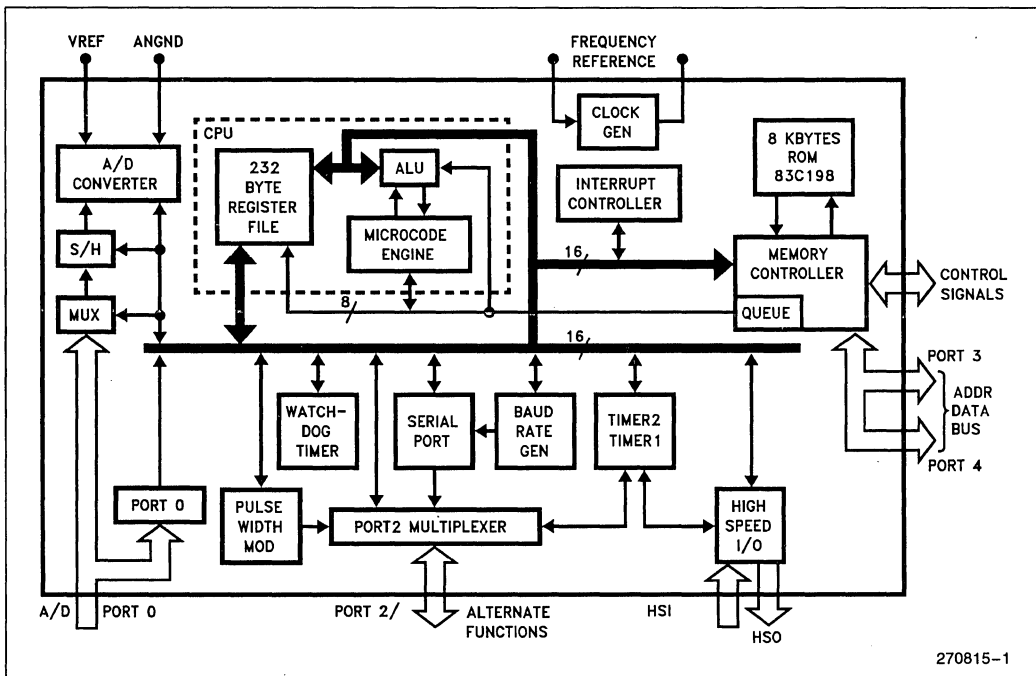 VREF ANGND
FREQUENCY
REFERENCE
CLOCK
GEN
CPU
A/D
CONVERTER
232
BYTE
REGISTER
FILE
ALU
MICROCODE
ENGINE
INTERRUPT
CONTROLLER
8 KBYTES
ROM
83C198
S/H
MUX
16
8
MEMORY
CONTROLLER
QUEUE
CONTROL
SIGNALS
16
PORT 3
ADDR
DATA
BUS
PORT 4
WATCH-
DOG
TIMER
SERIAL
PORT
BAUD
RATE
GEN
TIMER2
TIMER1
PORT 0
PULSE
WIDTH
MOD
PORT2 MULTIPLEXER
HIGH
SPEED
I/O
A/D PORT 0
PORT 2/ ALTERNATE
FUNCTIONS
HSI
HSO
270815-1